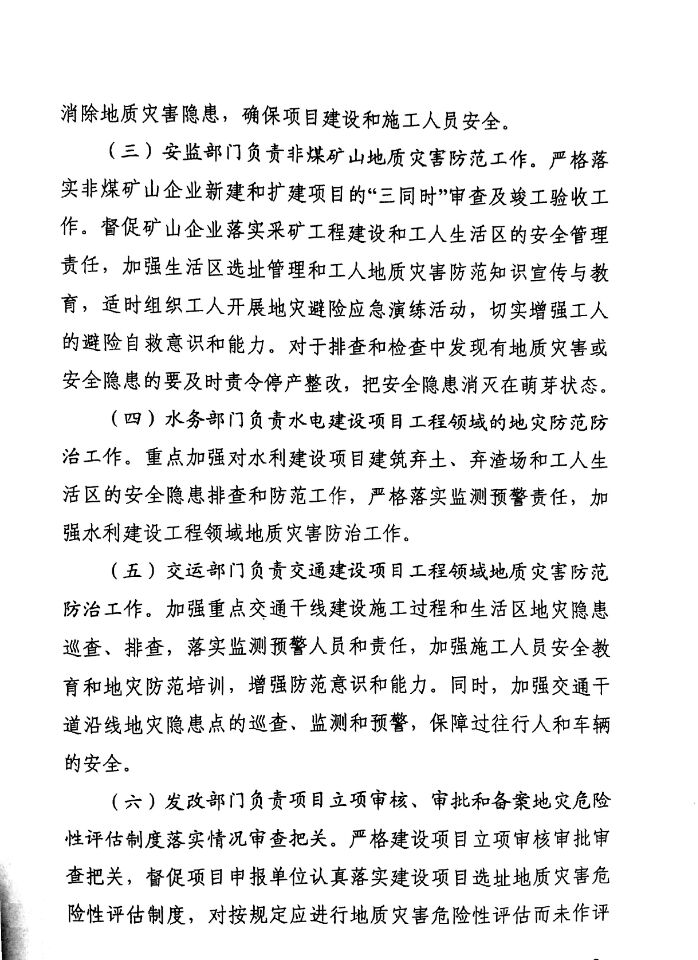 消除地质灾害隐患，确保项目建设和施工人员安全。
（三）安监部门负责非煤矿山地质灾害防范工作。严格落
实非煤矿山企业新建和扩建项目的“三同时”审查及竣工验收工
作。督促矿山企业落实采矿工程建设和工人生活区的安全管理
责任，加强生活区选址管理和工人地质灾害防范知识宣传与教
育，适时组织工人开展地灾避险应急演练活动，切实增强工人
的避险自救意识和能力。对于排查和检查中发现有地质灾害或
安全隐患的要及时责令停产整改，把安全隐患消灭在萌芽状态。
（四）水务部门负责水电建设项目工程领域的地灾防范防
治工作。重点加强对水利建设项目建筑弃土、弃渣场和工人生
活区的安全隐患排查和防范工作，严格落实监测预警责任，加
强水利建设工程领域地质灾害防治工作。
（五）交运部门负责交通建设项目工程领域地质灾害防范
防治工作。加强重点交通干线建设施工过程和生活区地灾隐患
巡查、排查，落实监测预警人员和责任，加强施工人员安全教
育和地灾防范培训，增强防范意识和能力。同时，加强交通干
道沿线地灾隐患点的巡查、监测和预警，保障过往行人和车辆
的安全。
（六）发改部门负责项目立项审核、审批和备案地灾危险
性评估制度落实情况审查把关。严格建设项目立项审核审批审
查把关，督促项目申报单位认真落实建设项目选址地质灾害危
险性评估制度，对按规定应进行地质灾害危险性评估而未作评